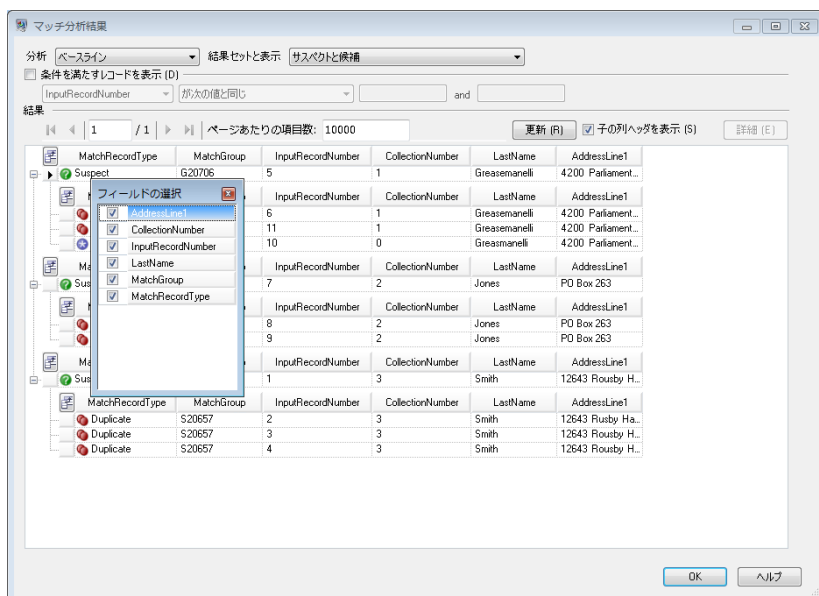 マッチ分析結果
分析 ベースライン 結果セットと表示 サスペクトと候補
条件を満たすレコードを表示 (D)
InputRecordNumber が次の値と同じ and
結果
1 / 1 ページあたりの項目数: 10000 更新 (R) 子の列ヘッダを表示 (S) 詳細 (E)
MatchRecordType MatchGroup InputRecordNumber CollectionNumber LastName AddressLine1
Suspect G20706 5 1 Greasemanelli 4200 Parliament...
フィールドの選択
AddressLine1
CollectionNumber
InputRecordNumber
LastName
MatchGroup
MatchRecordType
InputRecordNumber CollectionNumber LastName AddressLine1
6 1 Greasemanelli 4200 Parliament...
11 1 Greasemanelli 4200 Parliament...
10 0 Greasmanelli 4200 Parliament...
Ma InputRecordNumber CollectionNumber LastName AddressLine1
Sus 7 2 Jones PO Box 263
InputRecordNumber CollectionNumber LastName AddressLine1
8 2 Jones PO Box 263
9 2 Jones PO Box 263
Ma InputRecordNumber CollectionNumber LastName AddressLine1
Sus 1 3 Smith 12643 Rousby H...
MatchRecordType MatchGroup InputRecordNumber CollectionNumber LastName AddressLine1
Duplicate S20657 2 3 Smith 12643 Rusby Ha...
Duplicate S20657 3 3 Smith 12643 Rousby H...
Duplicate S20657 4 3 Smith 12643 Rousby H...
OK ヘルプ